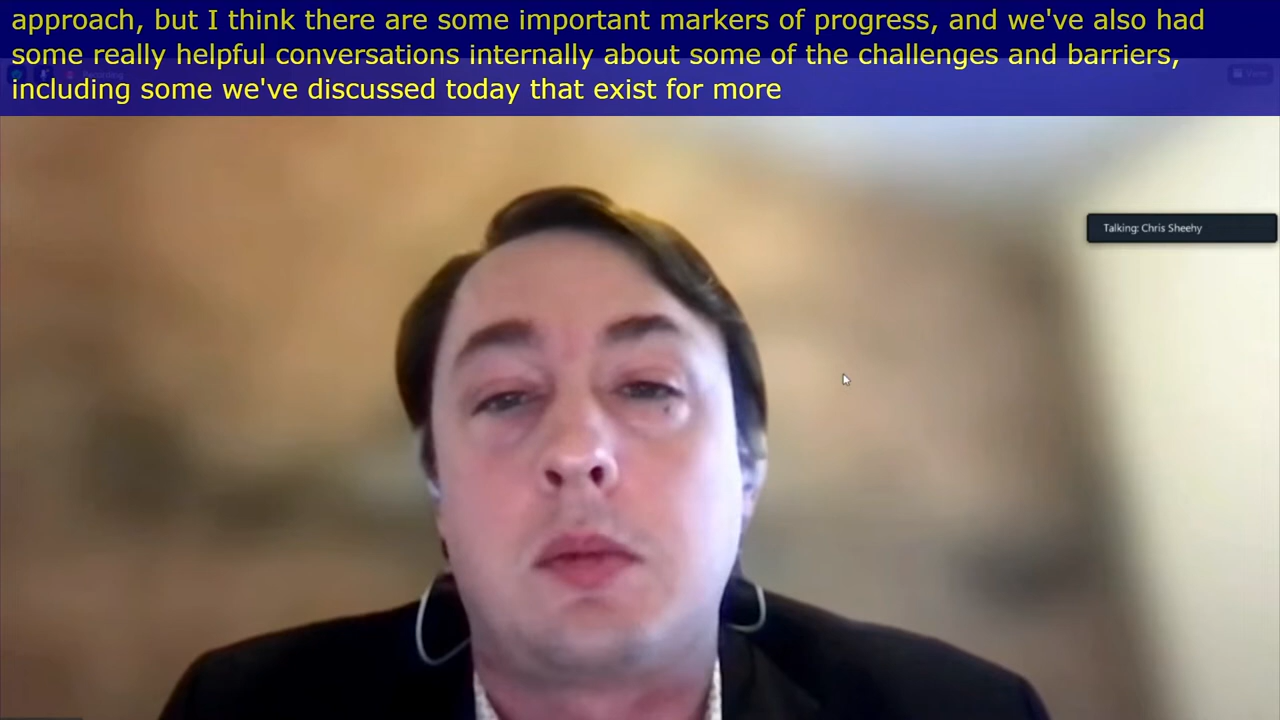 approach, but I think there are some important markers of progress, and we've also had
some really helpful conversations internally about some of the challenges and barriers,
including some we've discussed today that exist for more
Recording
View
Talking: Chris Sheehy